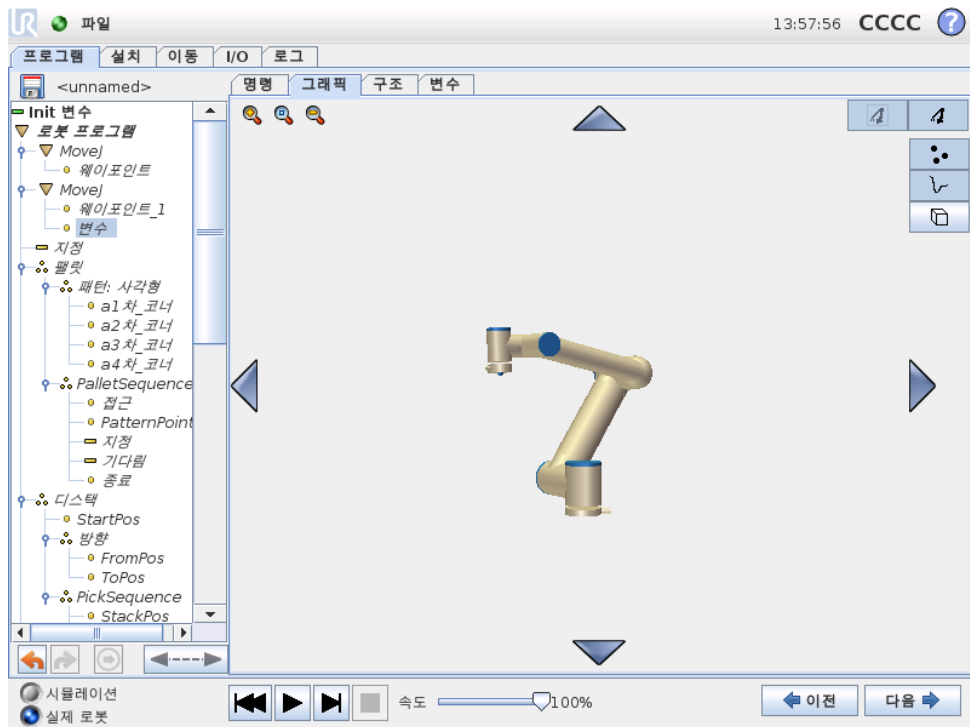 파일
13:57:56 CCCC ?
프로그램 설치 이동 I/O 로그
<unnamed>
명령 그래픽 구조 변수
Init 변수
로봇 프로그램
MoveJ
웨이포인트
MoveJ
웨이포인트_1
변수
지정
팰릿
패턴: 사각형
a1차_코너
a2차_코너
a3차_코너
a4차_코너
PalletSequence
접근
PatternPoint
지정
기다림
종료
디스택
StartPos
방향
FromPos
ToPos
PickSequence
StackPos
시뮬레이션
실제 로봇
속도 100%
이전 다음